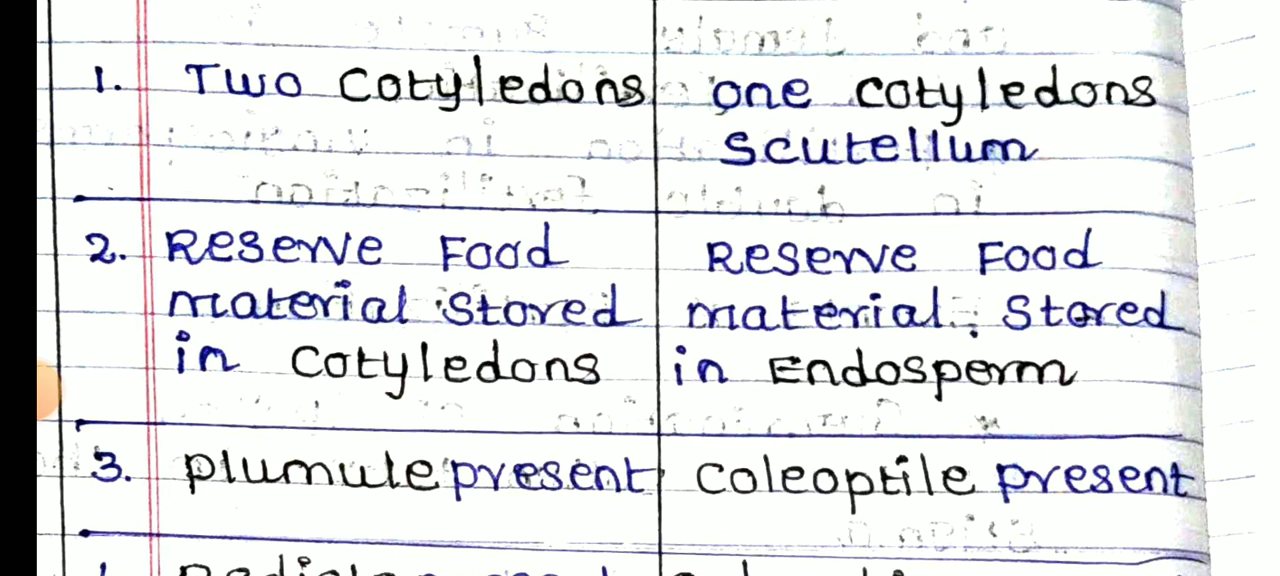 1. Two Cotyledons one cotyledons
Scutellum
2. Reserve Food Reserve Food
material Stored material Stored
in Cotyledons in Endosperm
3. plumule present Coleoptile present